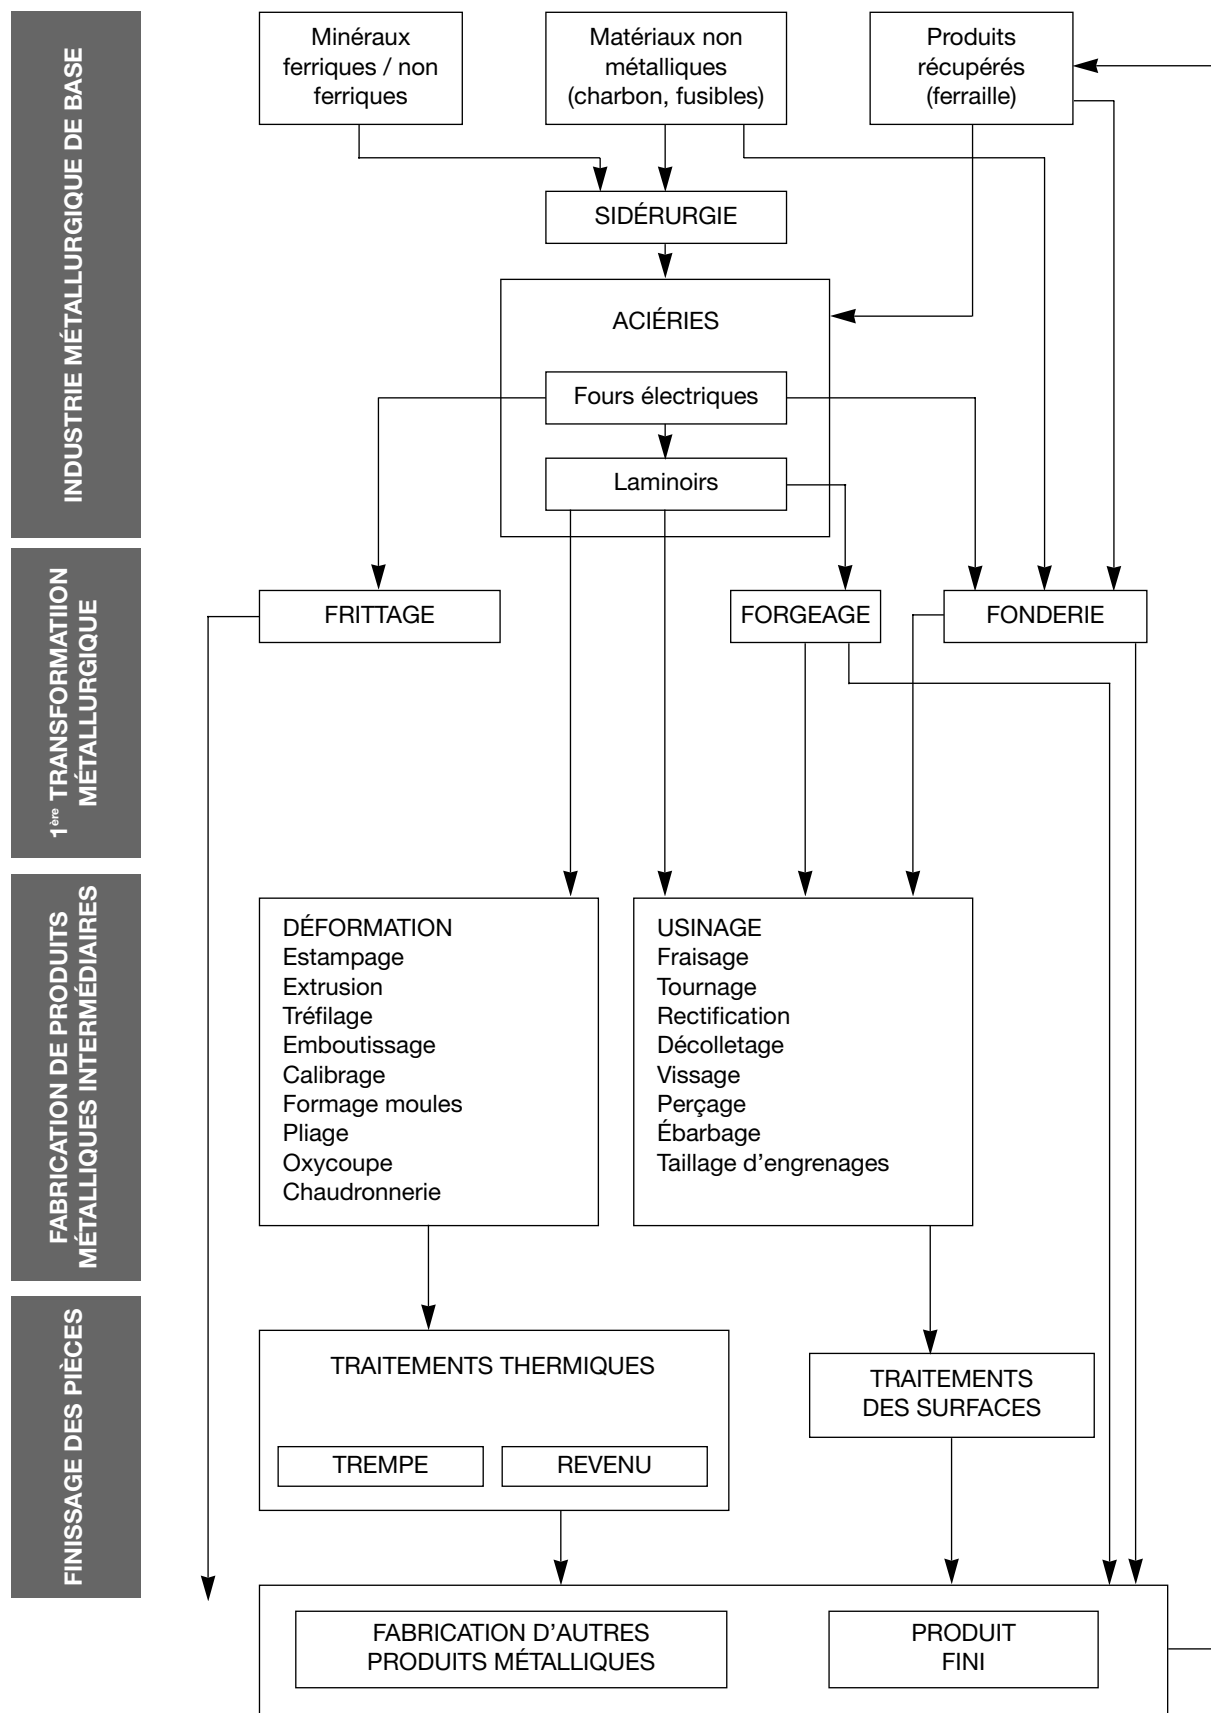 INDUSTRIE MÉTALLURGIQUE DE BASE
Minéraux
ferriques / non
ferriques
Matériaux non
métalliques
(charbon, fusibles)
Produits
récupérés
(ferraille)
SIDÉRURGIE
ACIÉRIES
Fours électriques
Laminoirs
1ère TRANSFORMATIION
MÉTALLURGIQUE
FRITTAGE
FORGEAGE
FONDERIE
FABRICATION DE PRODUITS
MÉTALLIQUES INTERMÉDIAIRES
DÉFORMATION
Estampage
Extrusion
Tréfilage
Emboutissage
Calibrage
Formage moules
Pliage
Oxycoupe
Chaudronnerie
USINAGE
Fraisage
Tournage
Rectification
Décolletage
Vissage
Perçage
Ébarbage
Taillage d'engrenages
FINISSAGE DES PIÈCES
TRAITEMENTS THERMIQUES
TREMPE
REVENU
TRAITEMENTS
DES SURFACES
FABRICATION D'AUTRES
PRODUITS MÉTALLIQUES
PRODUIT
FINI